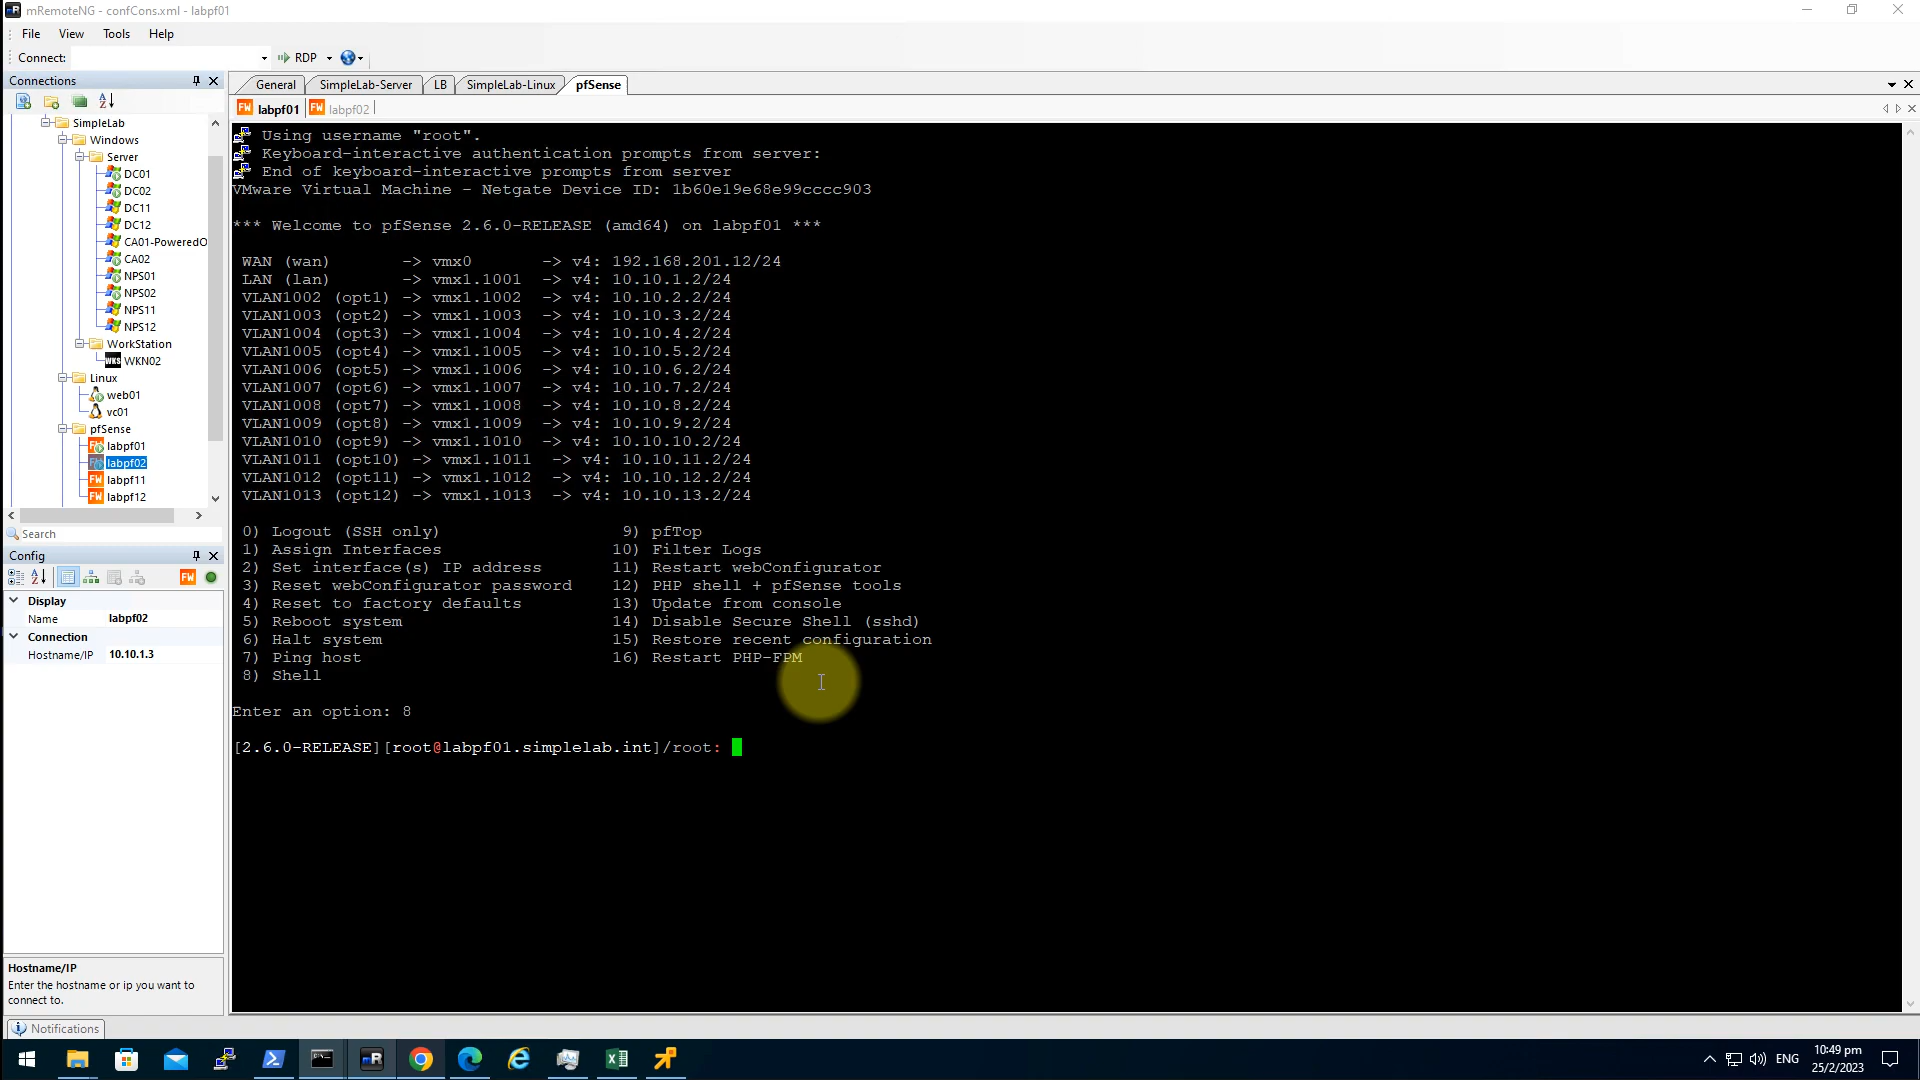 mRemoteNG - confCons.xml - labpf01
File View Tools Help
Connect: RDP
Connections
General SimpleLab-Server LB SimpleLab-Linux pfSense
FW labpf01 FW labpf02
SimpleLab
Windows
Server
DC01
DC02
DC11
DC12
CA01-PoweredO
CA02
NPS01
NPS02
NPS11
NPS12
WorkStation
WKS WKN02
Linux
web01
vc01
pfSense
labpf01
labpf02
FW labpf11
FW labpf12
Search
Config
FW
Display
Name labpf02
Connection
Hostname/IP 10.10.1.3
Hostname/IP
Enter the hostname or ip you want to
connect to.
Notifications
Using username "root".
Keyboard-interactive authentication prompts from server:
End of keyboard-interactive prompts from server
VMware Virtual Machine - Netgate Device ID: 1b60e19e68e99cccc903
*** Welcome to pfSense 2.6.0-RELEASE (amd64) on labpf01 ***
WAN (wan) -> vmx0 -> v4: 192.168.201.12/24
LAN (lan) -> vmx1.1001 -> v4: 10.10.1.2/24
VLAN1002 (opt1) -> vmx1.1002 -> v4: 10.10.2.2/24
VLAN1003 (opt2) -> vmx1.1003 -> v4: 10.10.3.2/24
VLAN1004 (opt3) -> vmx1.1004 -> v4: 10.10.4.2/24
VLAN1005 (opt4) -> vmx1.1005 -> v4: 10.10.5.2/24
VLAN1006 (opt5) -> vmx1.1006 -> v4: 10.10.6.2/24
VLAN1007 (opt6) -> vmx1.1007 -> v4: 10.10.7.2/24
VLAN1008 (opt7) -> vmx1.1008 -> v4: 10.10.8.2/24
VLAN1009 (opt8) -> vmx1.1009 -> v4: 10.10.9.2/24
VLAN1010 (opt9) -> vmx1.1010 -> v4: 10.10.10.2/24
VLAN1011 (opt10) -> vmx1.1011 -> v4: 10.10.11.2/24
VLAN1012 (opt11) -> vmx1.1012 -> v4: 10.10.12.2/24
VLAN1013 (opt12) -> vmx1.1013 -> v4: 10.10.13.2/24
0) Logout (SSH only) 9) pfTop
1) Assign Interfaces 10) Filter Logs
2) Set interface(s) IP address 11) Restart webConfigurator
3) Reset webConfigurator password 12) PHP shell + pfSense tools
4) Reset to factory defaults 13) Update from console
5) Reboot system 14) Disable Secure Shell (sshd)
6) Halt system 15) Restore recent configuration
7) Ping host 16) Restart PHP-FPM
8) Shell
Enter an option: 8
[2.6.0-RELEASE][root@labpf01.simplelab.int]/root:
mR
ENG
10:49 pm
25/2/2023